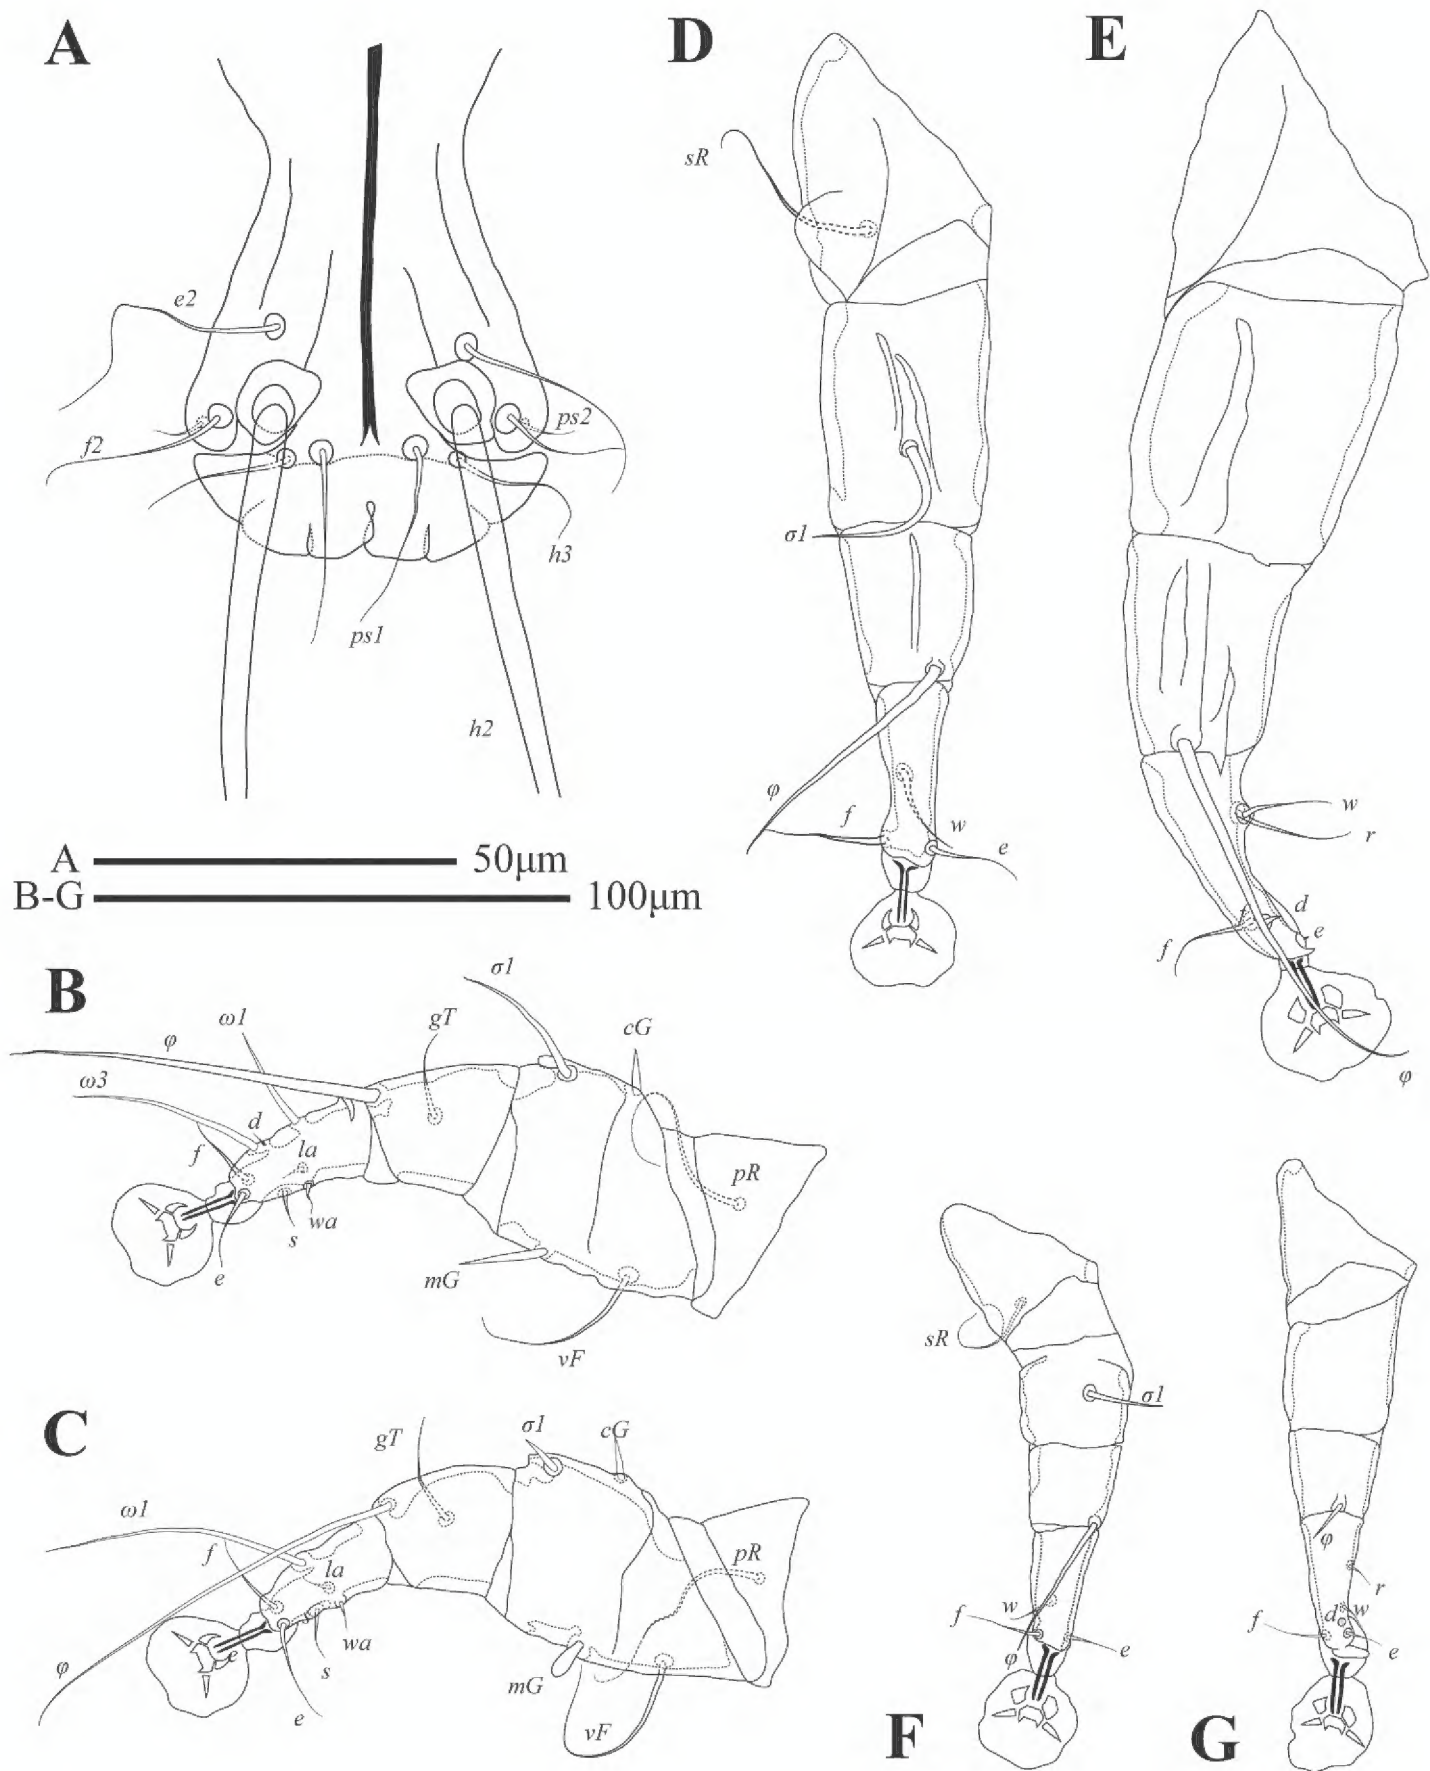 A
e2
f2
ps2
h3
ps1
h2
A 50μm
B-G 100μm
D
sR
σ1
φ
f
w
e
E
w
r
d
e
f
φ
B
σ1
ω1
gT
cG
φ
ω3
d
f
la
pR
s
wa
e
mG
vF
C
gT
σ1
cG
ω1
f
la
pR
wa
s
φ
e
mG
vF
sR
σ1
w
f
φ
e
F
φ
r
w
d
f
e
G